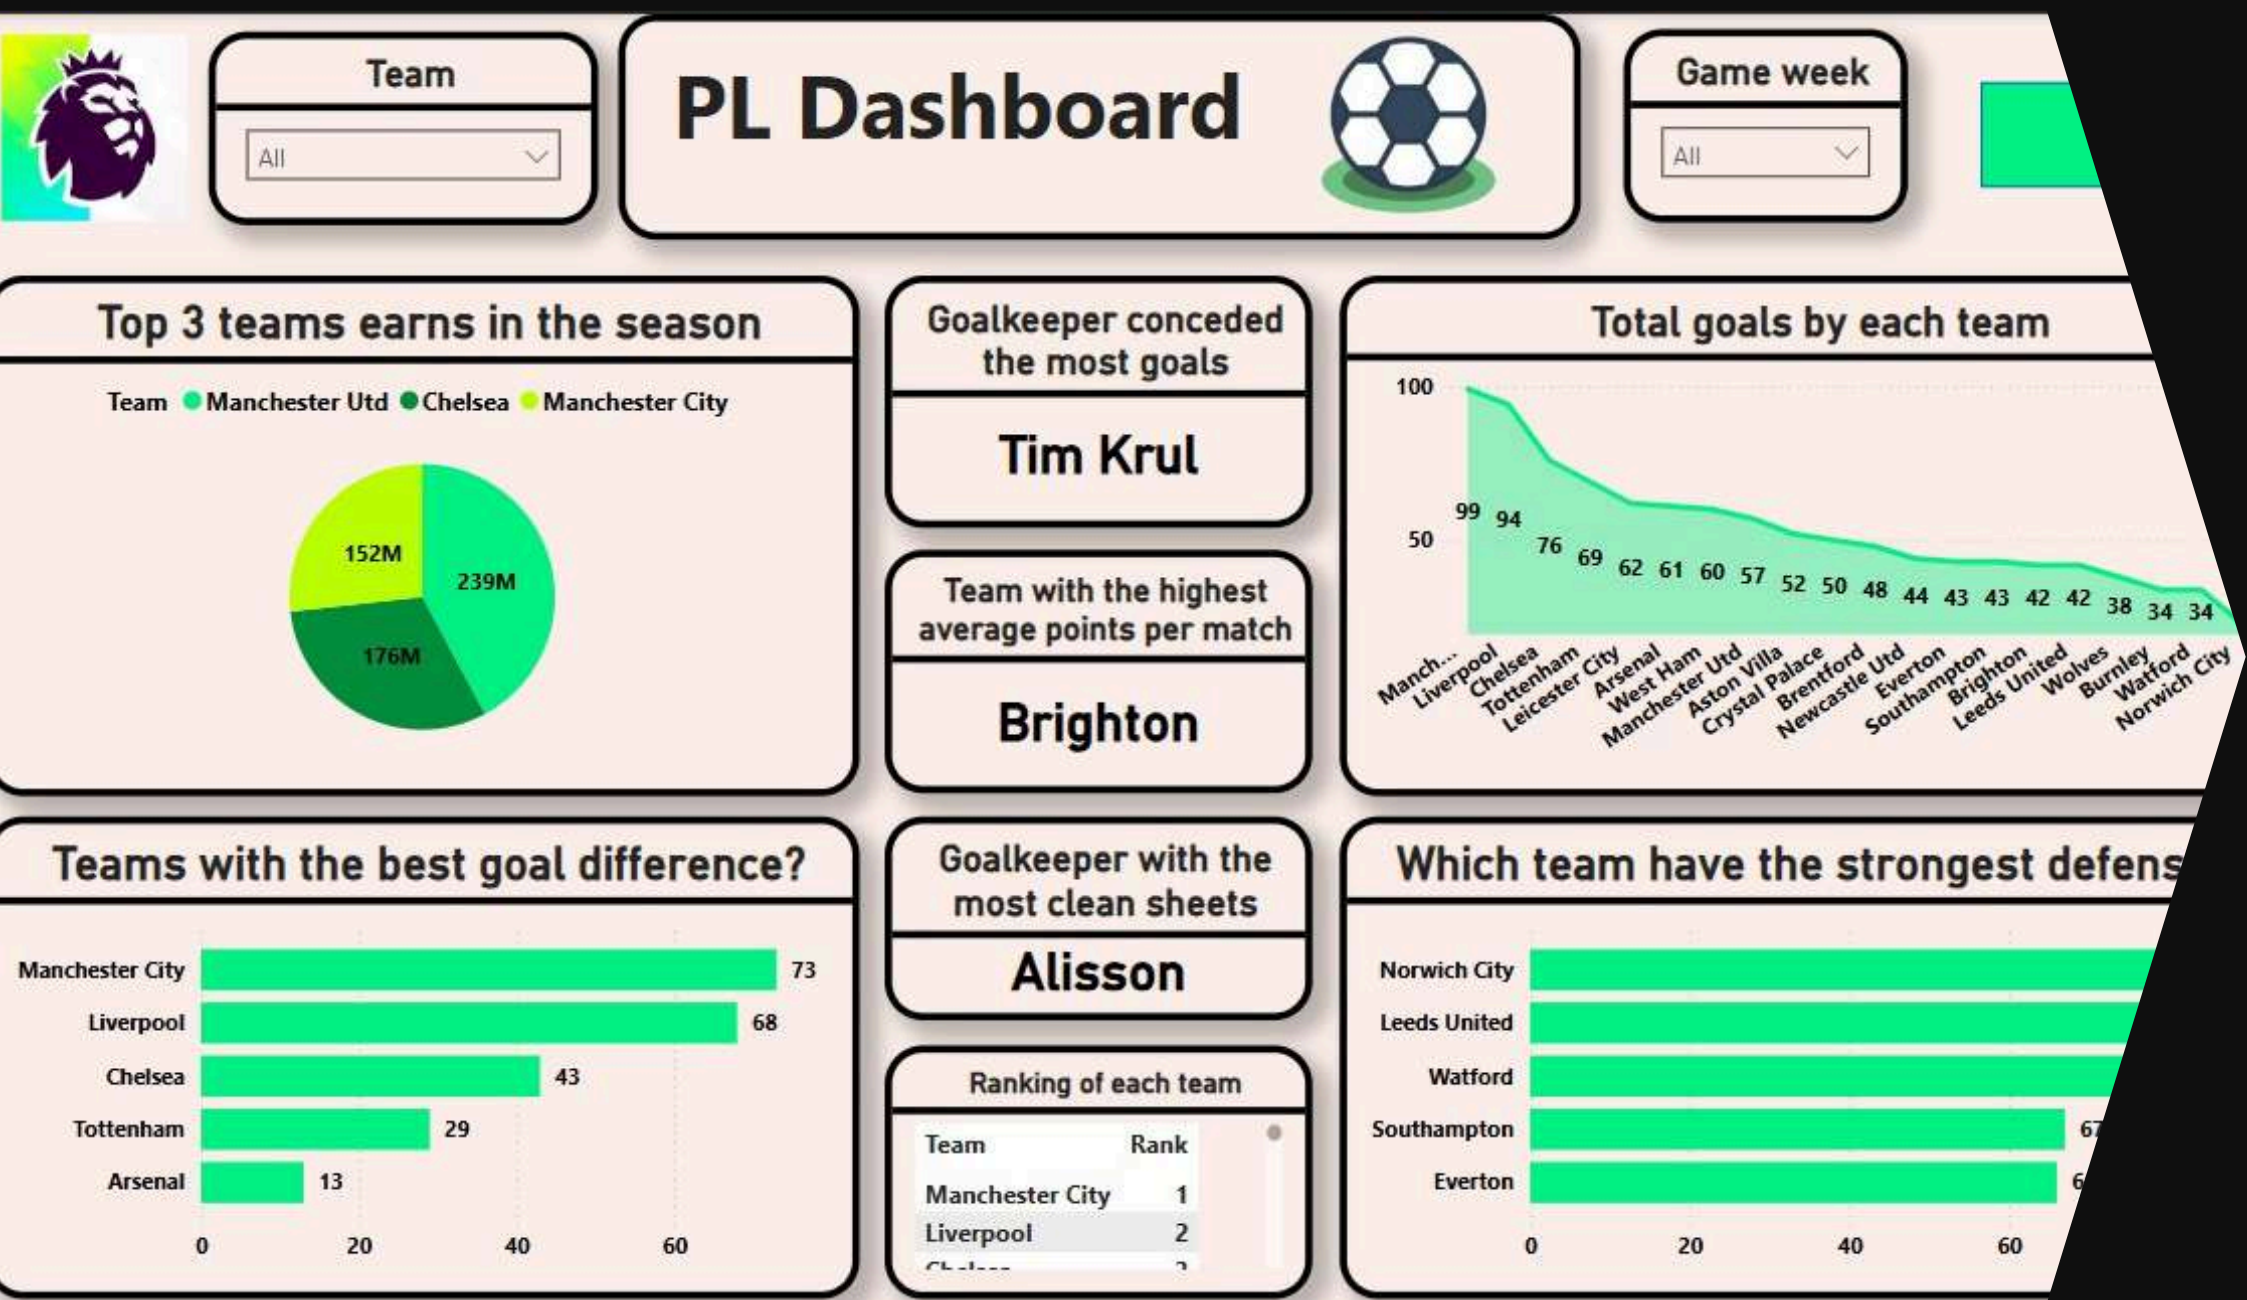 Team
All
PL Dashboard
Game week
All
Top 3 teams earns in the season
Team Manchester Utd Chelsea Manchester City
152M
239M
176M
Goalkeeper conceded
the most goals
Tim Krul
Team with the highest
average points per match
Brighton
Total goals by each team
100
50
99 94 76 69 62 61 60 57 52 50 48 44 43 43 42 42 38 34 34
Manch... Liverpool Chelsea Tottenham Leicester City Arsenal West Ham Manchester Utd Aston Villa Crystal Palace Brentford Newcastle Utd Everton Southampton Brighton Leeds United Wolves Burnley Watford Norwich City
Teams with the best goal difference?
Manchester City 73
Liverpool 68
Chelsea 43
Tottenham 29
Arsenal 13
0 20 40 60
Goalkeeper with the
most clean sheets
Alisson
Ranking of each team
Team Rank
Manchester City 1
Liverpool 2
Which team have the strongest defens
Norwich City
Leeds United
Watford
Southampton 67
Everton
0 20 40 60